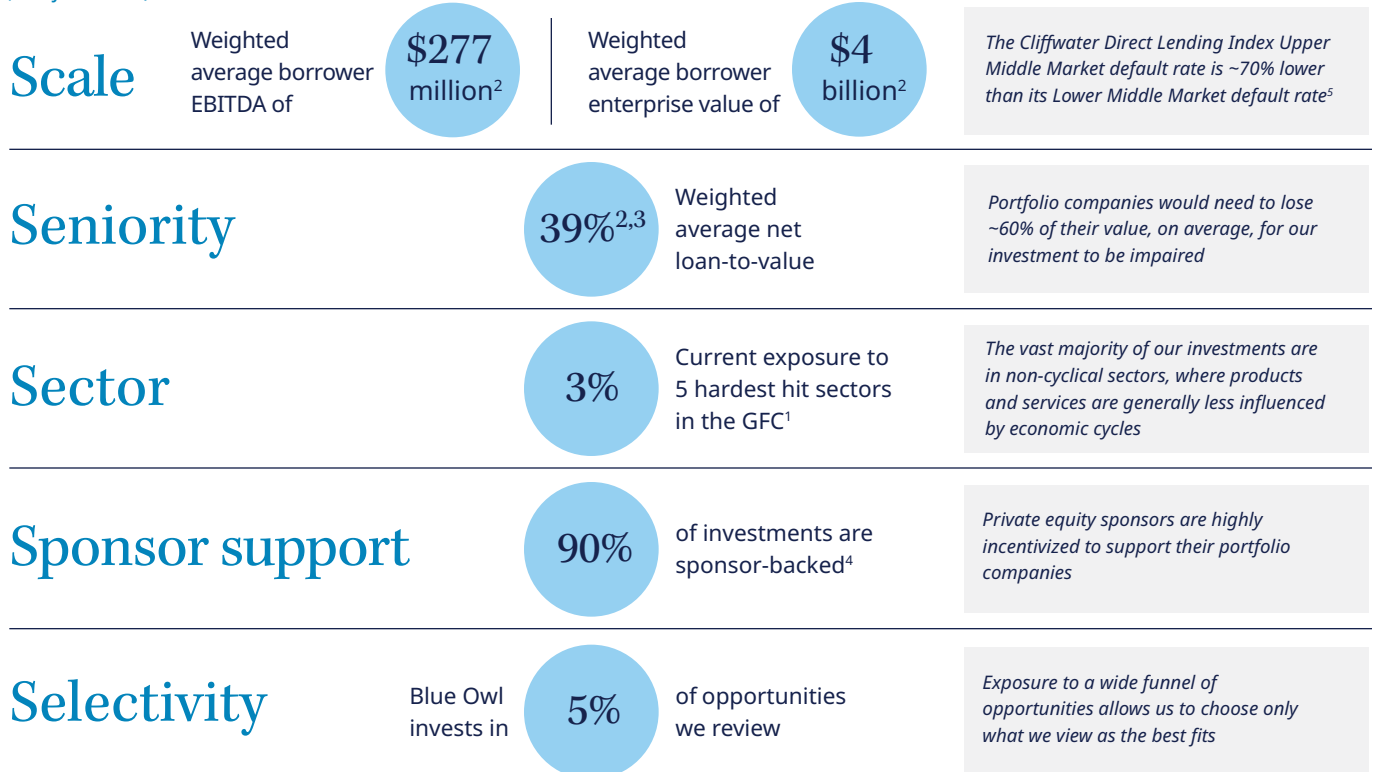 Scale
Weighted
average borrower
EBITDA of
$277
million2
Weighted
average borrower
enterprise value of
$4
billion2
The Cliffwater Direct Lending Index Upper
Middle Market default rate is ~70% lower
than its Lower Middle Market default rate5
Seniority
39%2,3
Weighted
average net
loan-to-value
Portfolio companies would need to lose
~60% of their value, on average, for our
investment to be impaired
Sector
3%
Current exposure to
5 hardest hit sectors
in the GFC1
The vast majority of our investments are
in non-cyclical sectors, where products
and services are generally less influenced
by economic cycles
Sponsor support
90%
of investments are
sponsor-backed4
Private equity sponsors are highly
incentivized to support their portfolio
companies
Selectivity
Blue Owl
invests in
5%
of opportunities
we review
Exposure to a wide funnel of
opportunities allows us to choose only
what we view as the best fits